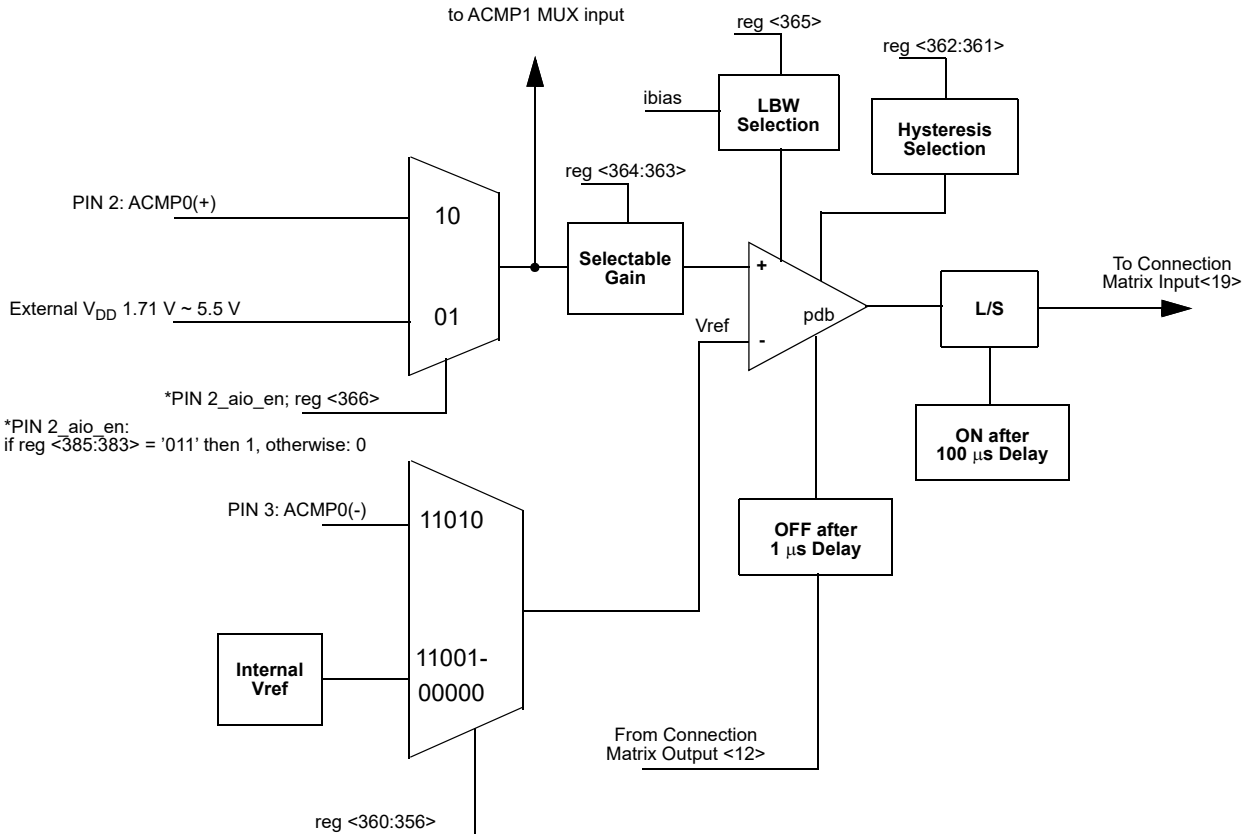 to ACMP1 MUX input
reg <365>
reg <362:361>
ibias
LBW
Selection
Hysteresis
Selection
reg <364:363>
PIN 2: ACMP0(+)
10
Selectable
Gain
+
To Connection
Matrix Input<19>
External VDD 1.71 V ~ 5.5 V
01
Vref
pdb
-
L/S
*PIN 2_aio_en; reg <366>
*PIN 2_aio_en:
if reg <385:383> = ’011’ then 1, otherwise: 0
ON after
100 μs Delay
PIN 3: ACMP0(-)
11010
OFF after
1 μs Delay
Internal
Vref
11001-
00000
From Connection
Matrix Output <12>
reg <360:356>